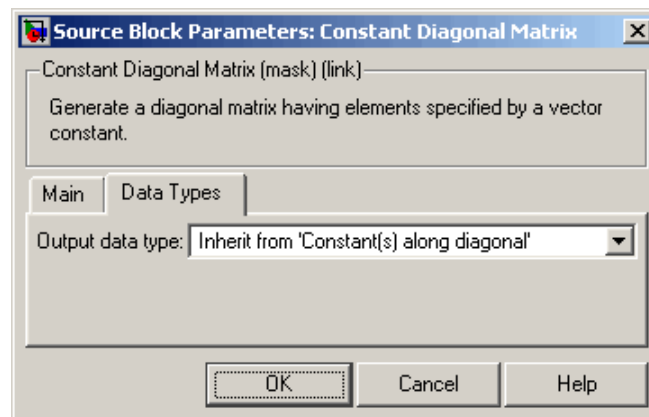 Source Block Parameters: Constant Diagonal Matrix
Constant Diagonal Matrix (mask) (link)
Generate a diagonal matrix having elements specified by a vector
constant.
Main Data Types
Output data type: Inherit from 'Constant(s) along diagonal'
OK Cancel Help